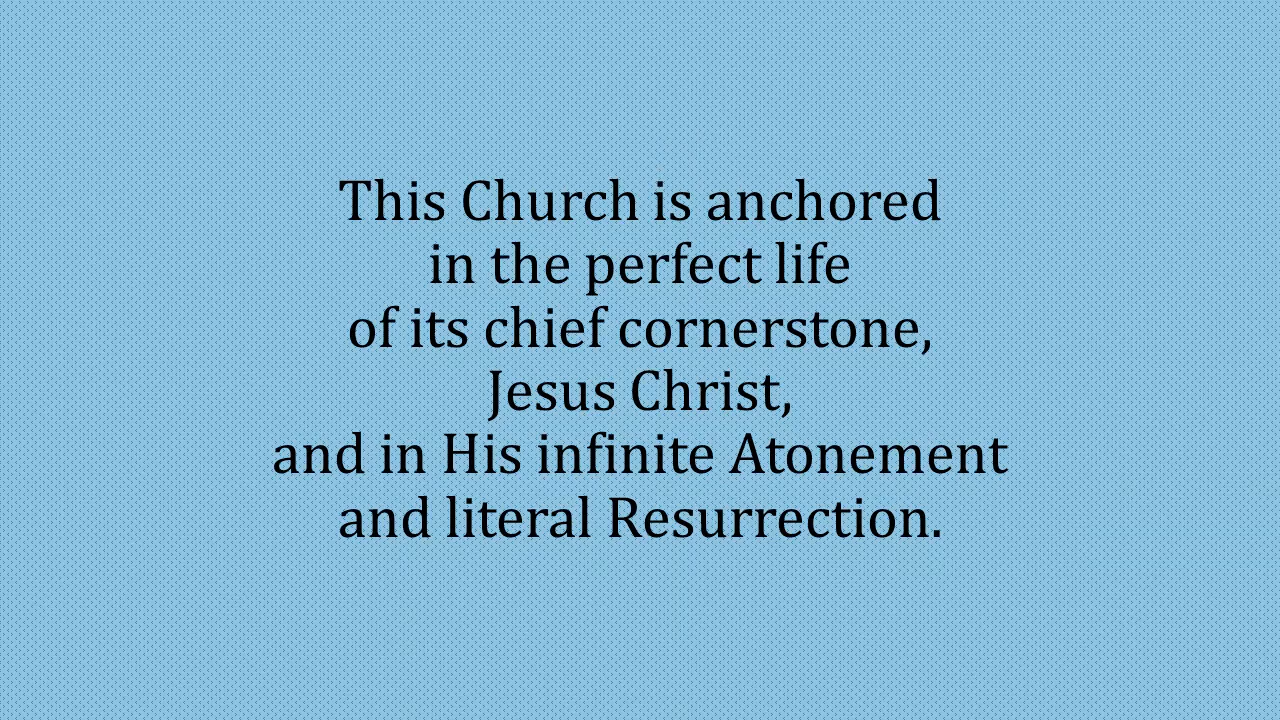 This Church is anchored
in the perfect life
of its chief cornerstone,
Jesus Christ,
and in His infinite Atonement
and literal Resurrection.